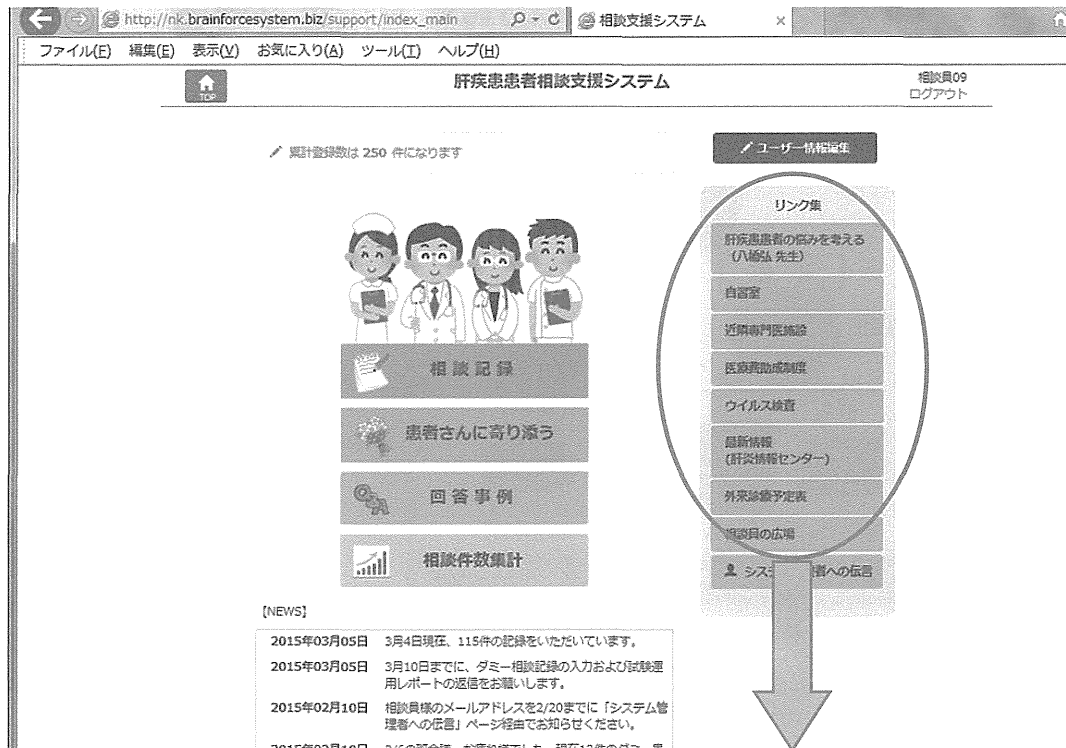 http://nk.brainforcesystem.biz/support/index_main
相談支援システム
ファイル(F) 編集(E) 表示(V) お気に入り(A) ツール(T) ヘルプ(H)
TOP
肝疾患患者相談支援システム
相談員09
ログアウト
累計登録数は 250 件になります
ユーザー情報編集
リンク集
肝疾患患者の悩みを考える
(八橋弘 先生)
自習室
近隣専門医施設
医療費助成制度
ウイルス検査
最新情報
(肝炎情報センター)
外来診療予定表
相談員の広場
システ 者への伝言
相談記録
患者さんに寄り添う
回答事例
相談件数集計
【NEWS】
2015年03月05日 3月4日現在、115件の記録をいただいています。
2015年03月05日 3月10日までに、ダミー相談記録の入力および試験運
用レポートの返信をお願いします。
2015年02月10日 相談員様のメールアドレスを2/20までに「システム管
理者への伝言」ページ経由でお知らせください。